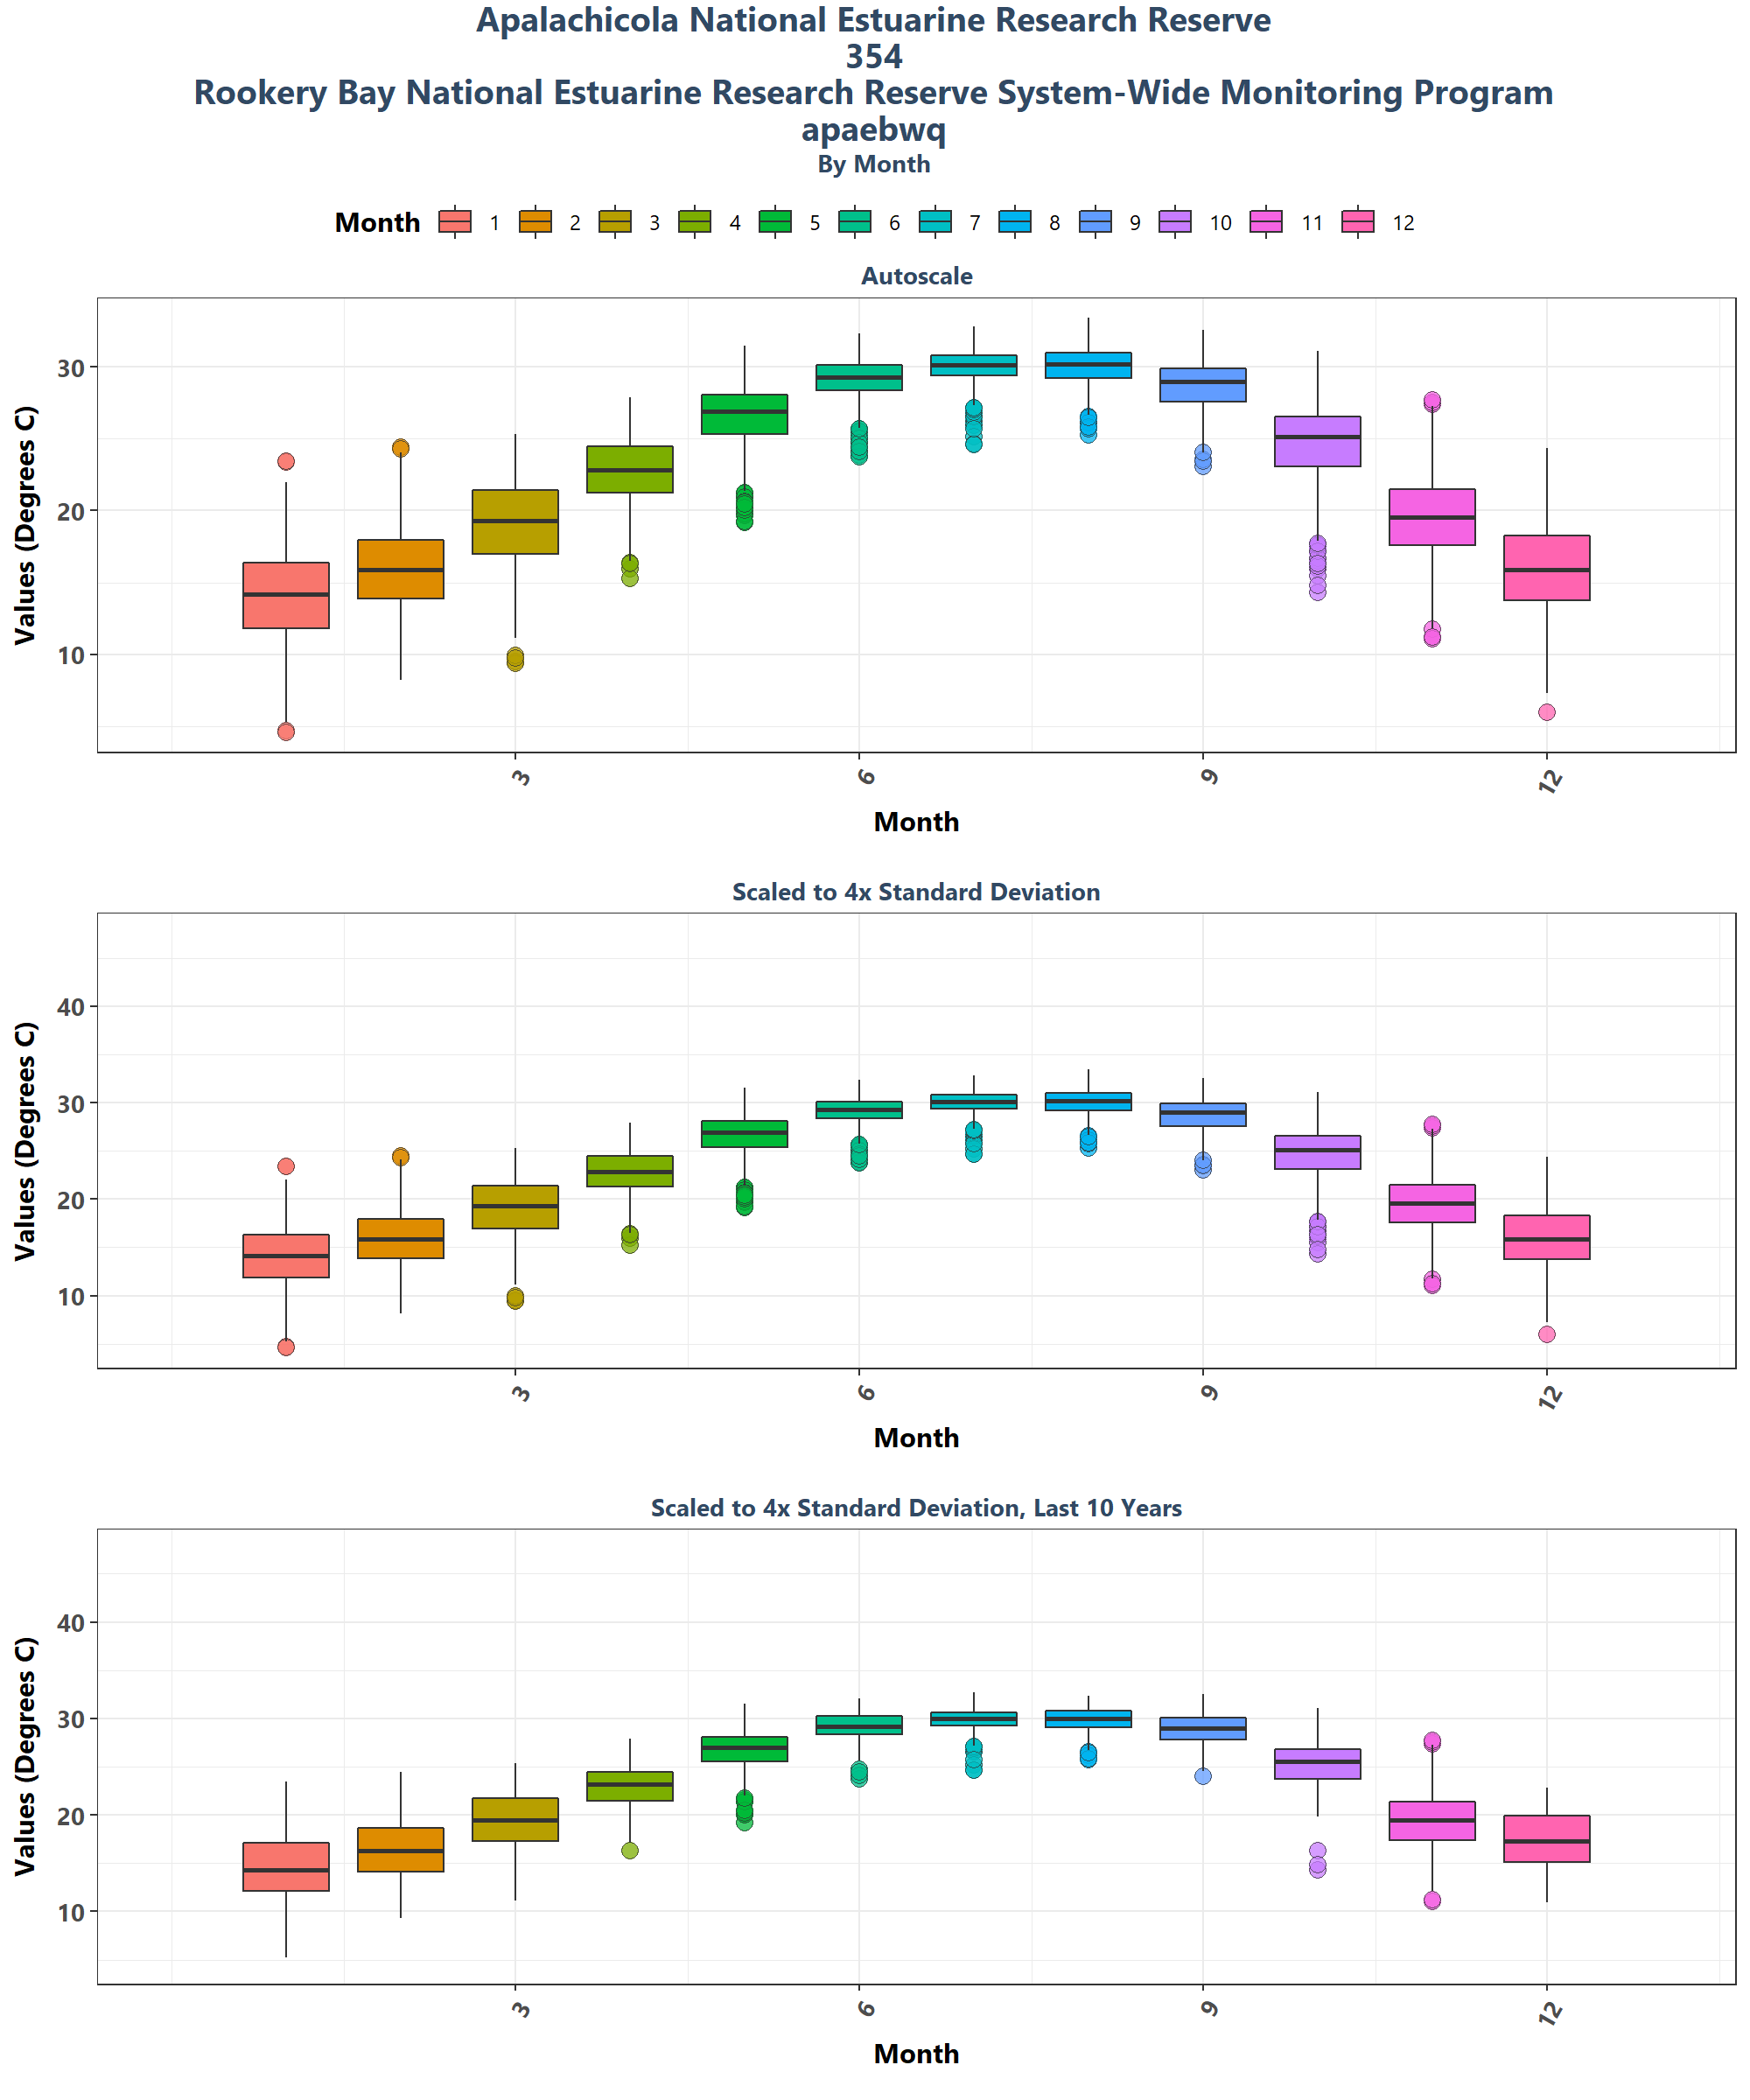 Apalachicola National Estuarine Research Reserve
354
Rookery Bay National Estuarine Research Reserve System-Wide Monitoring Program
apaebwq
By Month
Month 1 2 3 4 5 6 7 8 9 10 11 12
Autoscale
Values (Degrees C)
30
20
10
3 6 9 12
Month
Scaled to 4x Standard Deviation
Values (Degrees C)
40
30
20
10
3 6 9 12
Month
Scaled to 4x Standard Deviation, Last 10 Years
Values (Degrees C)
40
30
20
10
3 6 9 12
Month